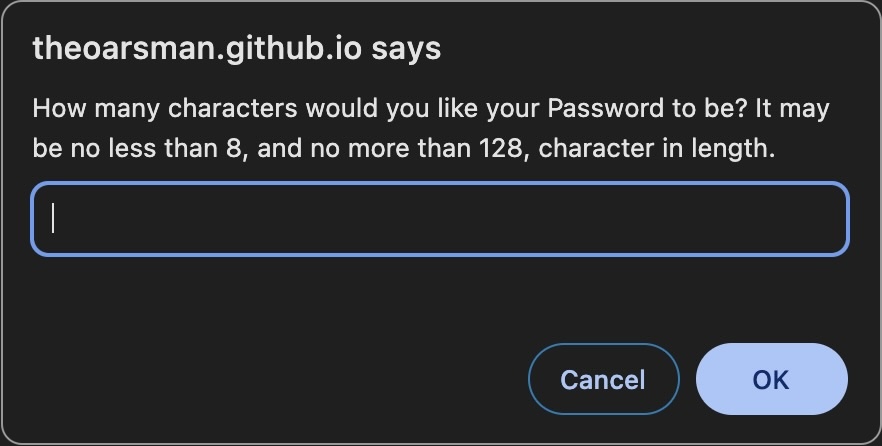 theoarsman.github.io says
How many characters would you like your Password to be? It may
be no less than 8, and no more than 128, character in length.
Cancel
OK